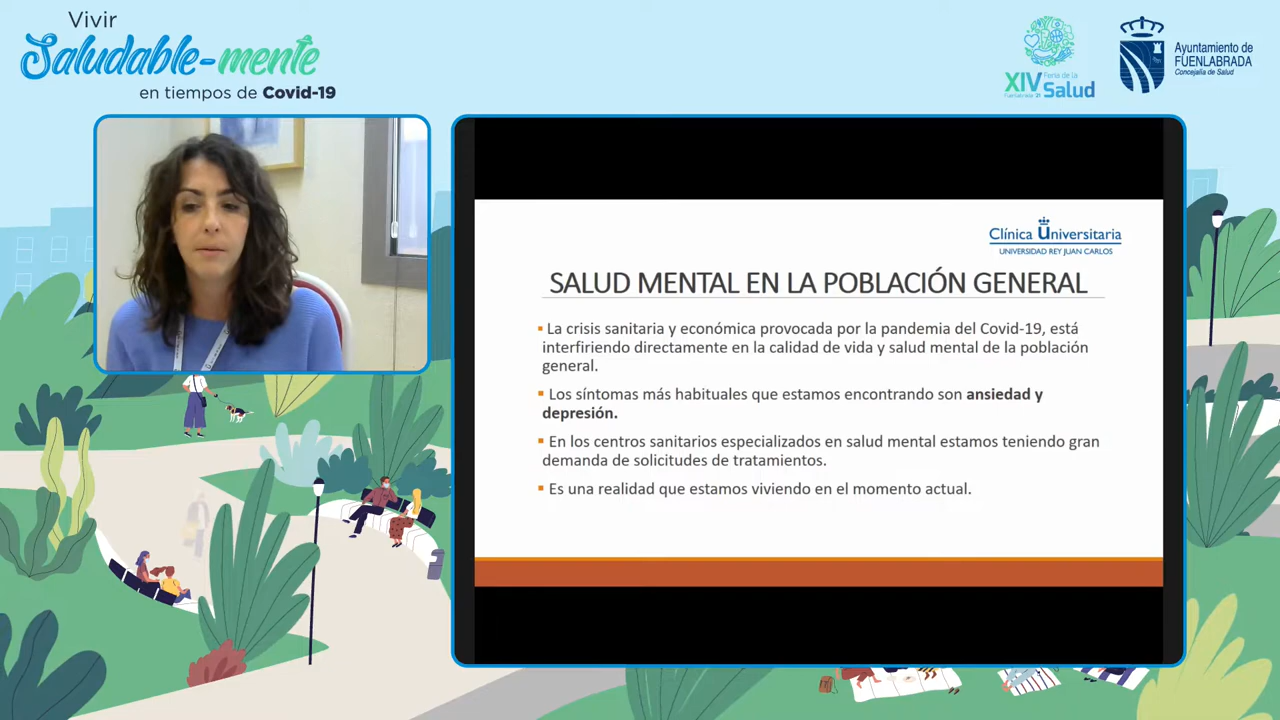 Vivir
Saludable-mente
en tiempos de Covid-19
XIV Feria de la
Salud
Ayuntamiento de
FUENLABRADA
Concejalía de Salud
Clínica Universitaria
UNIVERSIDAD REY JUAN CARLOS
SALUD MENTAL EN LA POBLACIÓN GENERAL
▪ La crisis sanitaria y económica provocada por la pandemia del Covid-19, está
interfiriendo directamente en la calidad de vida y salud mental de la población
general.
▪ Los síntomas más habituales que estamos encontrando son ansiedad y
depresión.
▪ En los centros sanitarios especializados en salud mental estamos teniendo gran
demanda de solicitudes de tratamientos.
▪ Es una realidad que estamos viviendo en el momento actual.